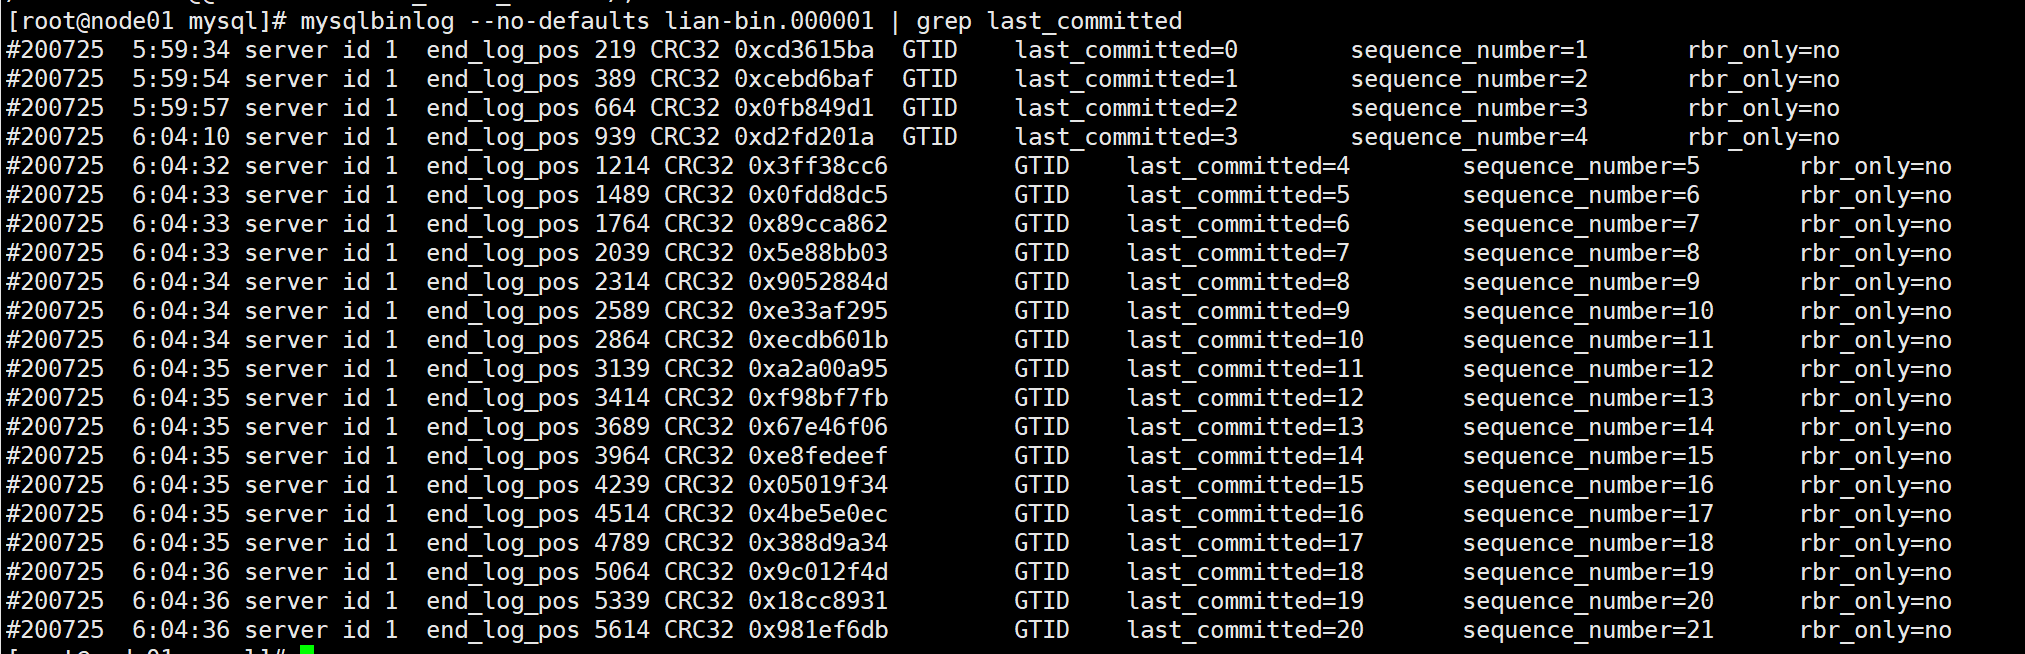 [root@node01 mysql]# mysqlbinlog --no-defaults lian-bin.000001 | grep last_committed
#200725  5:59:34 server id 1  end_log_pos 219 CRC32 0xcd3615ba  GTID    last_committed=0        sequence_number=1       rbr_only=no
#200725  5:59:54 server id 1  end_log_pos 389 CRC32 0xcebd6baf  GTID    last_committed=1        sequence_number=2       rbr_only=no
#200725  5:59:57 server id 1  end_log_pos 664 CRC32 0x0fb849d1  GTID    last_committed=2        sequence_number=3       rbr_only=no
#200725  6:04:10 server id 1  end_log_pos 939 CRC32 0xd2fd201a  GTID    last_committed=3        sequence_number=4       rbr_only=no
#200725  6:04:32 server id 1  end_log_pos 1214 CRC32 0x3ff38cc6         GTID    last_committed=4        sequence_number=5       rbr_only=no
#200725  6:04:33 server id 1  end_log_pos 1489 CRC32 0x0fdd8dc5         GTID    last_committed=5        sequence_number=6       rbr_only=no
#200725  6:04:33 server id 1  end_log_pos 1764 CRC32 0x89cca862         GTID    last_committed=6        sequence_number=7       rbr_only=no
#200725  6:04:33 server id 1  end_log_pos 2039 CRC32 0x5e88bb03         GTID    last_committed=7        sequence_number=8       rbr_only=no
#200725  6:04:34 server id 1  end_log_pos 2314 CRC32 0x9052884d         GTID    last_committed=8        sequence_number=9       rbr_only=no
#200725  6:04:34 server id 1  end_log_pos 2589 CRC32 0xe33af295         GTID    last_committed=9        sequence_number=10      rbr_only=no
#200725  6:04:34 server id 1  end_log_pos 2864 CRC32 0xecdb601b         GTID    last_committed=10       sequence_number=11      rbr_only=no
#200725  6:04:35 server id 1  end_log_pos 3139 CRC32 0xa2a00a95         GTID    last_committed=11       sequence_number=12      rbr_only=no
#200725  6:04:35 server id 1  end_log_pos 3414 CRC32 0xf98bf7fb         GTID    last_committed=12       sequence_number=13      rbr_only=no
#200725  6:04:35 server id 1  end_log_pos 3689 CRC32 0x67e46f06         GTID    last_committed=13       sequence_number=14      rbr_only=no
#200725  6:04:35 server id 1  end_log_pos 3964 CRC32 0xe8fedeef         GTID    last_committed=14       sequence_number=15      rbr_only=no
#200725  6:04:35 server id 1  end_log_pos 4239 CRC32 0x05019f34         GTID    last_committed=15       sequence_number=16      rbr_only=no
#200725  6:04:35 server id 1  end_log_pos 4514 CRC32 0x4be5e0ec         GTID    last_committed=16       sequence_number=17      rbr_only=no
#200725  6:04:35 server id 1  end_log_pos 4789 CRC32 0x388d9a34         GTID    last_committed=17       sequence_number=18      rbr_only=no
#200725  6:04:36 server id 1  end_log_pos 5064 CRC32 0x9c012f4d         GTID    last_committed=18       sequence_number=19      rbr_only=no
#200725  6:04:36 server id 1  end_log_pos 5339 CRC32 0x18cc8931         GTID    last_committed=19       sequence_number=20      rbr_only=no
#200725  6:04:36 server id 1  end_log_pos 5614 CRC32 0x981ef6db         GTID    last_committed=20       sequence_number=21      rbr_only=no
[root@node01 mysql]#